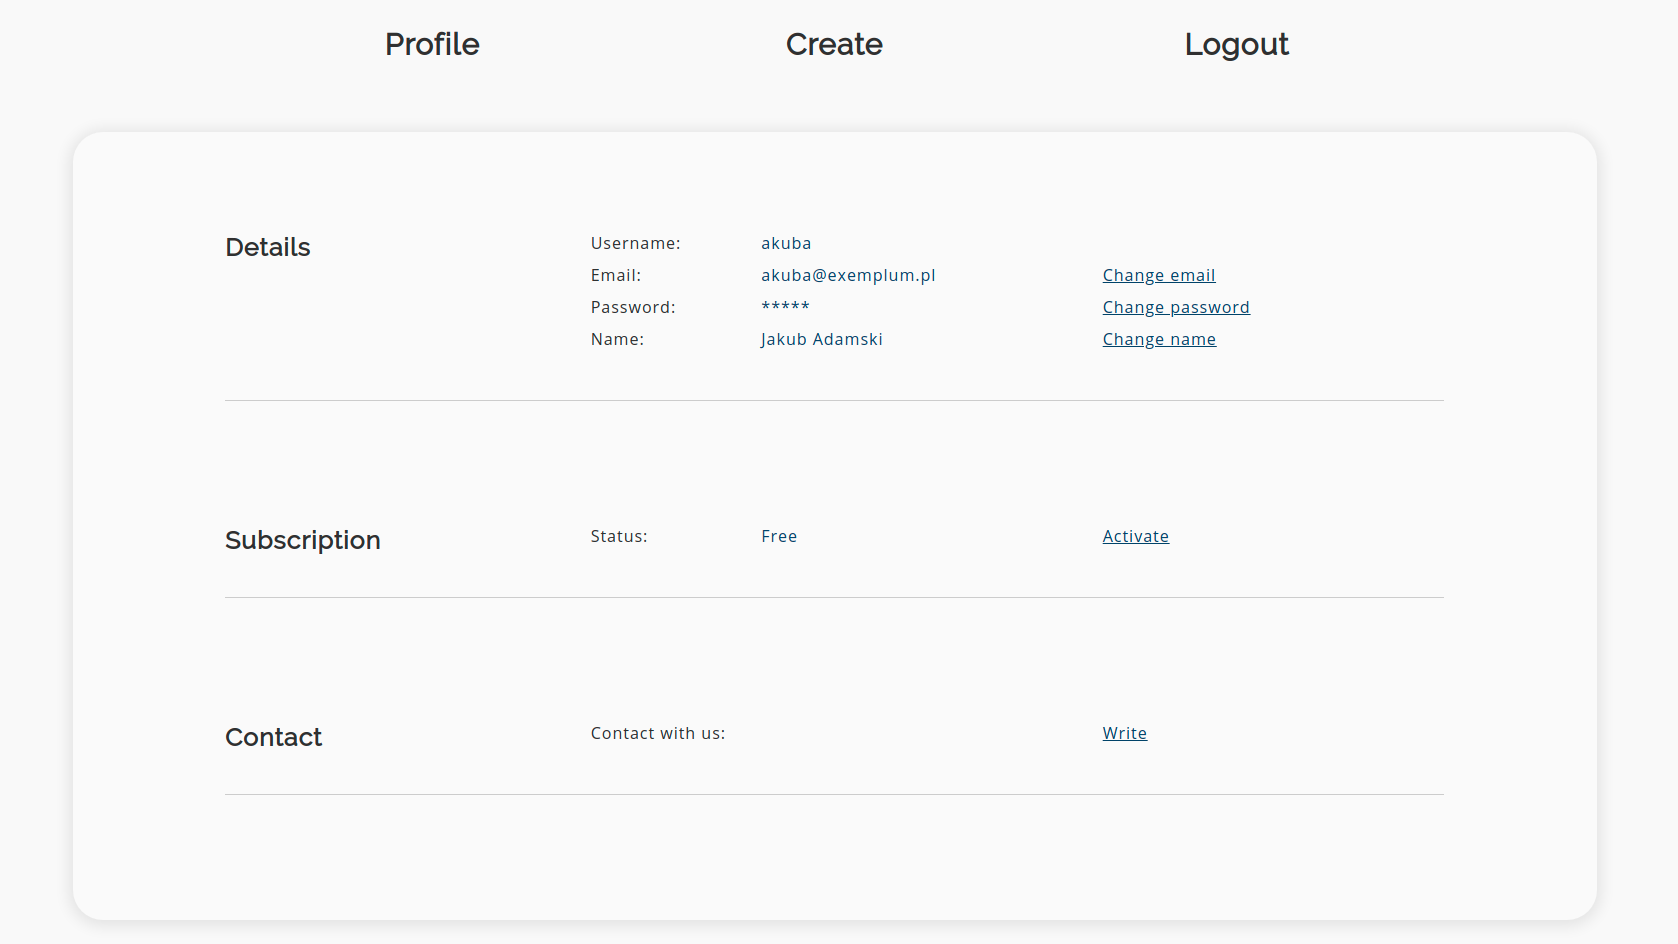 Profile Create Logout
Details
Username: akuba
Email: akuba@exemplum.pl Change email
Password: ***** Change password
Name: Jakub Adamski Change name
Subscription Status: Free Activate
Contact Contact with us: Write